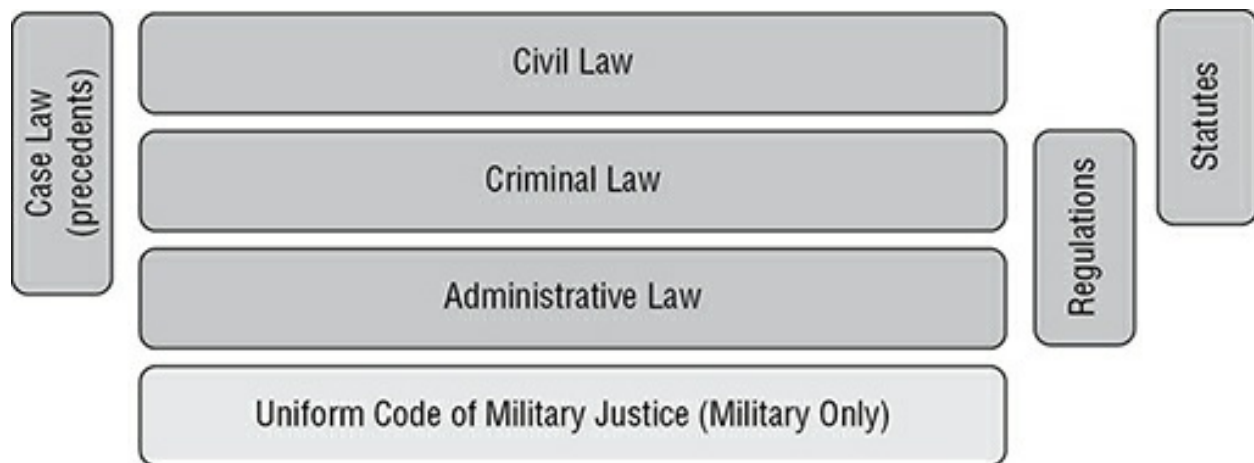 Case Law
(precedents)
Civil Law
Criminal Law
Administrative Law
Uniform Code of Military Justice (Military Only)
Regulations
Statutes